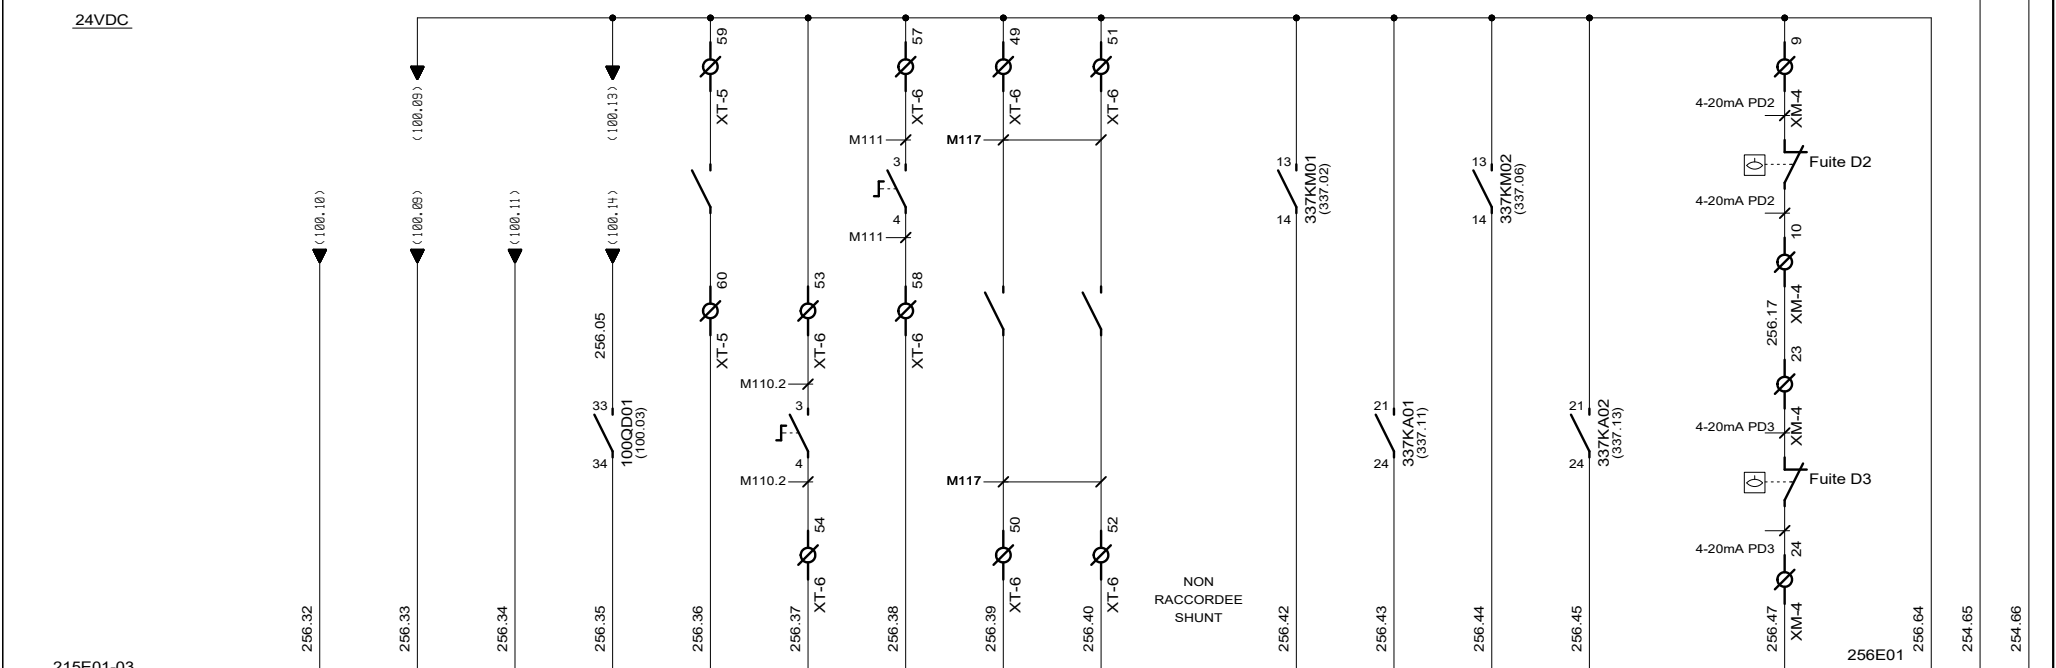 24VDC
59
57
49
51
9
XT-5
XT-6
XT-6
XT-6
XM-4
(100.09)
(100.13)
4-20mA PD2
M111
M117
3
4
M111
13
14
337KM01
(337.02)
13
14
337KM02
(337.06)
Fuite D2
4-20mA PD2
(100.10)
(100.09)
(100.11)
(100.14)
10
XM-4
60
53
58
XT-5
XT-6
XT-6
256.05
256.17
23
XM-4
M110.2
33
34
100QD01
(100.03)
3
4
M110.2
M117
21
24
337KA01
(337.11)
21
24
337KA02
(337.13)
4-20mA PD3
Fuite D3
4-20mA PD3
54
50
52
24
XT-6
XT-6
XT-6
XM-4
NON
RACCORDEE
SHUNT
256.32
256.33
256.34
256.35
256.36
256.37
256.38
256.39
256.40
256.42
256.43
256.44
256.45
256.47
256.64
254.65
254.66
215E01-03
256E01